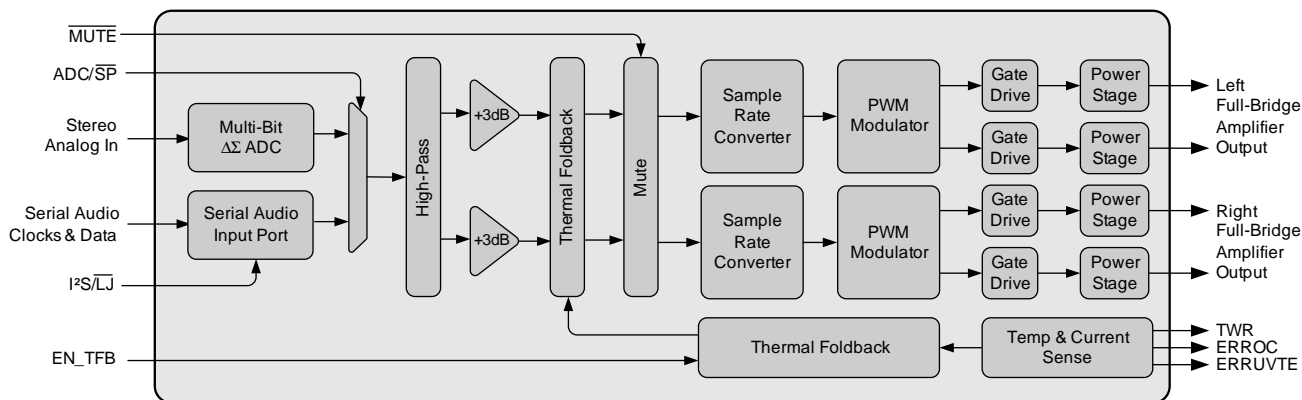 MUTE
ADC/SP
Stereo
Analog In
Serial Audio
Clocks & Data
I²S/LJ
EN_TFB
Multi-Bit
ΔΣ ADC
Serial Audio
Input Port
High-Pass
+3dB
+3dB
Thermal Foldback
Mute
Sample
Rate
Converter
PWM
Modulator
Gate
Drive
Power
Stage
Gate
Drive
Power
Stage
Sample
Rate
Converter
PWM
Modulator
Gate
Drive
Power
Stage
Gate
Drive
Power
Stage
Thermal Foldback
Temp & Current
Sense
Left
Full-Bridge
Amplifier
Output
Right
Full-Bridge
Amplifier
Output
TWR
ERROC
ERRUVTE